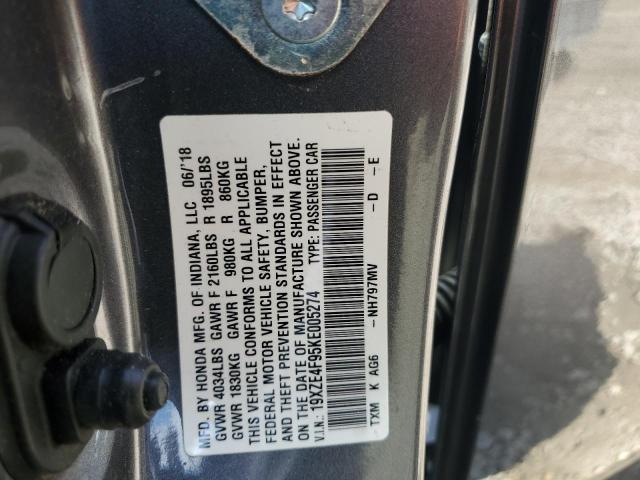 MFD. BY HONDA MFG. OF INDIANA, LLC 06/'18
GVWR 4034LBS GAWR F 2160LBS R 1895LBS
GVWR 1830KG GAWR F 980KG R 860KG
THIS VEHICLE CONFORMS TO ALL APPLICABLE
FEDERAL MOTOR VEHICLE SAFETY, BUMPER,
AND THEFT PREVENTION STANDARDS IN EFFECT
ON THE DATE OF MANUFACTURE SHOWN ABOVE.
V.I.N.: 19XZE4F95KE005274 TYPE: PASSENGER CAR
TXM K AG6 –NH797MV –D –E